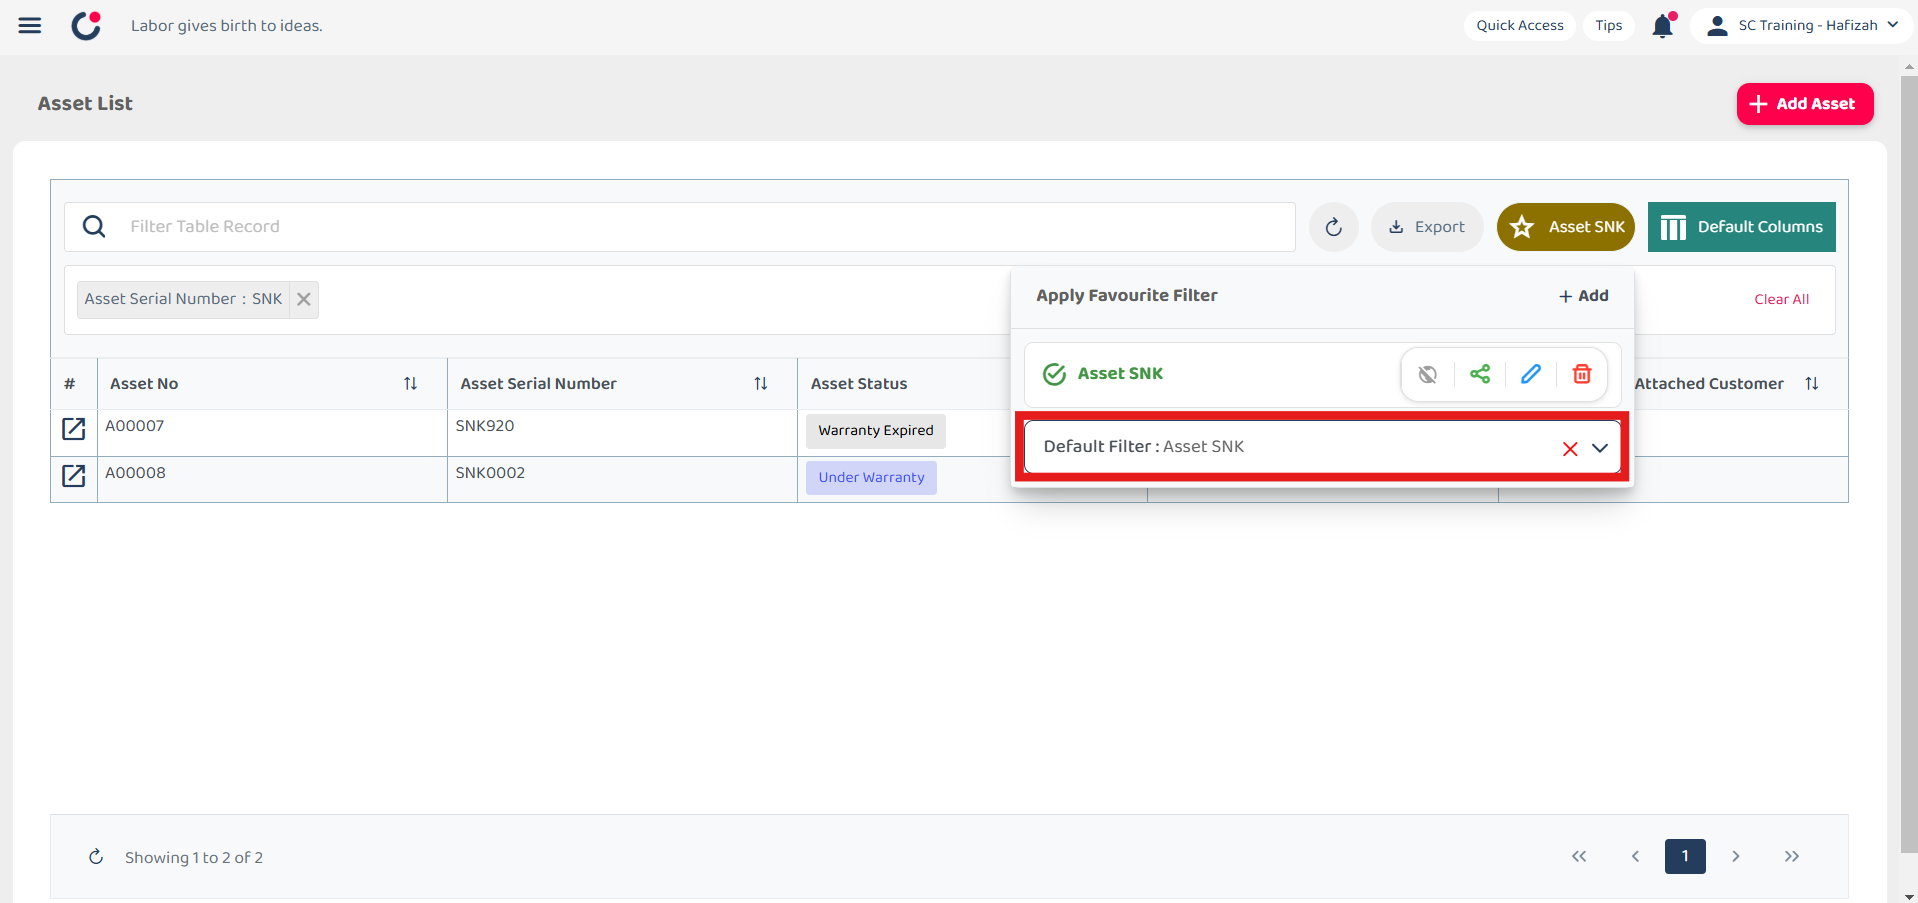 Labor gives birth to ideas.
Quick Access
Tips
SC Training - Hafizah
Asset List
Add Asset
Filter Table Record
Export
Asset SNK
Default Columns
Asset Serial Number : SNK
Clear All
Apply Favourite Filter
+ Add
Asset SNK
Default Filter : Asset SNK
# Asset No Asset Serial Number Asset Status Attached Customer
A00007 SNK920 Warranty Expired
A00008 SNK0002 Under Warranty
Showing 1 to 2 of 2
1